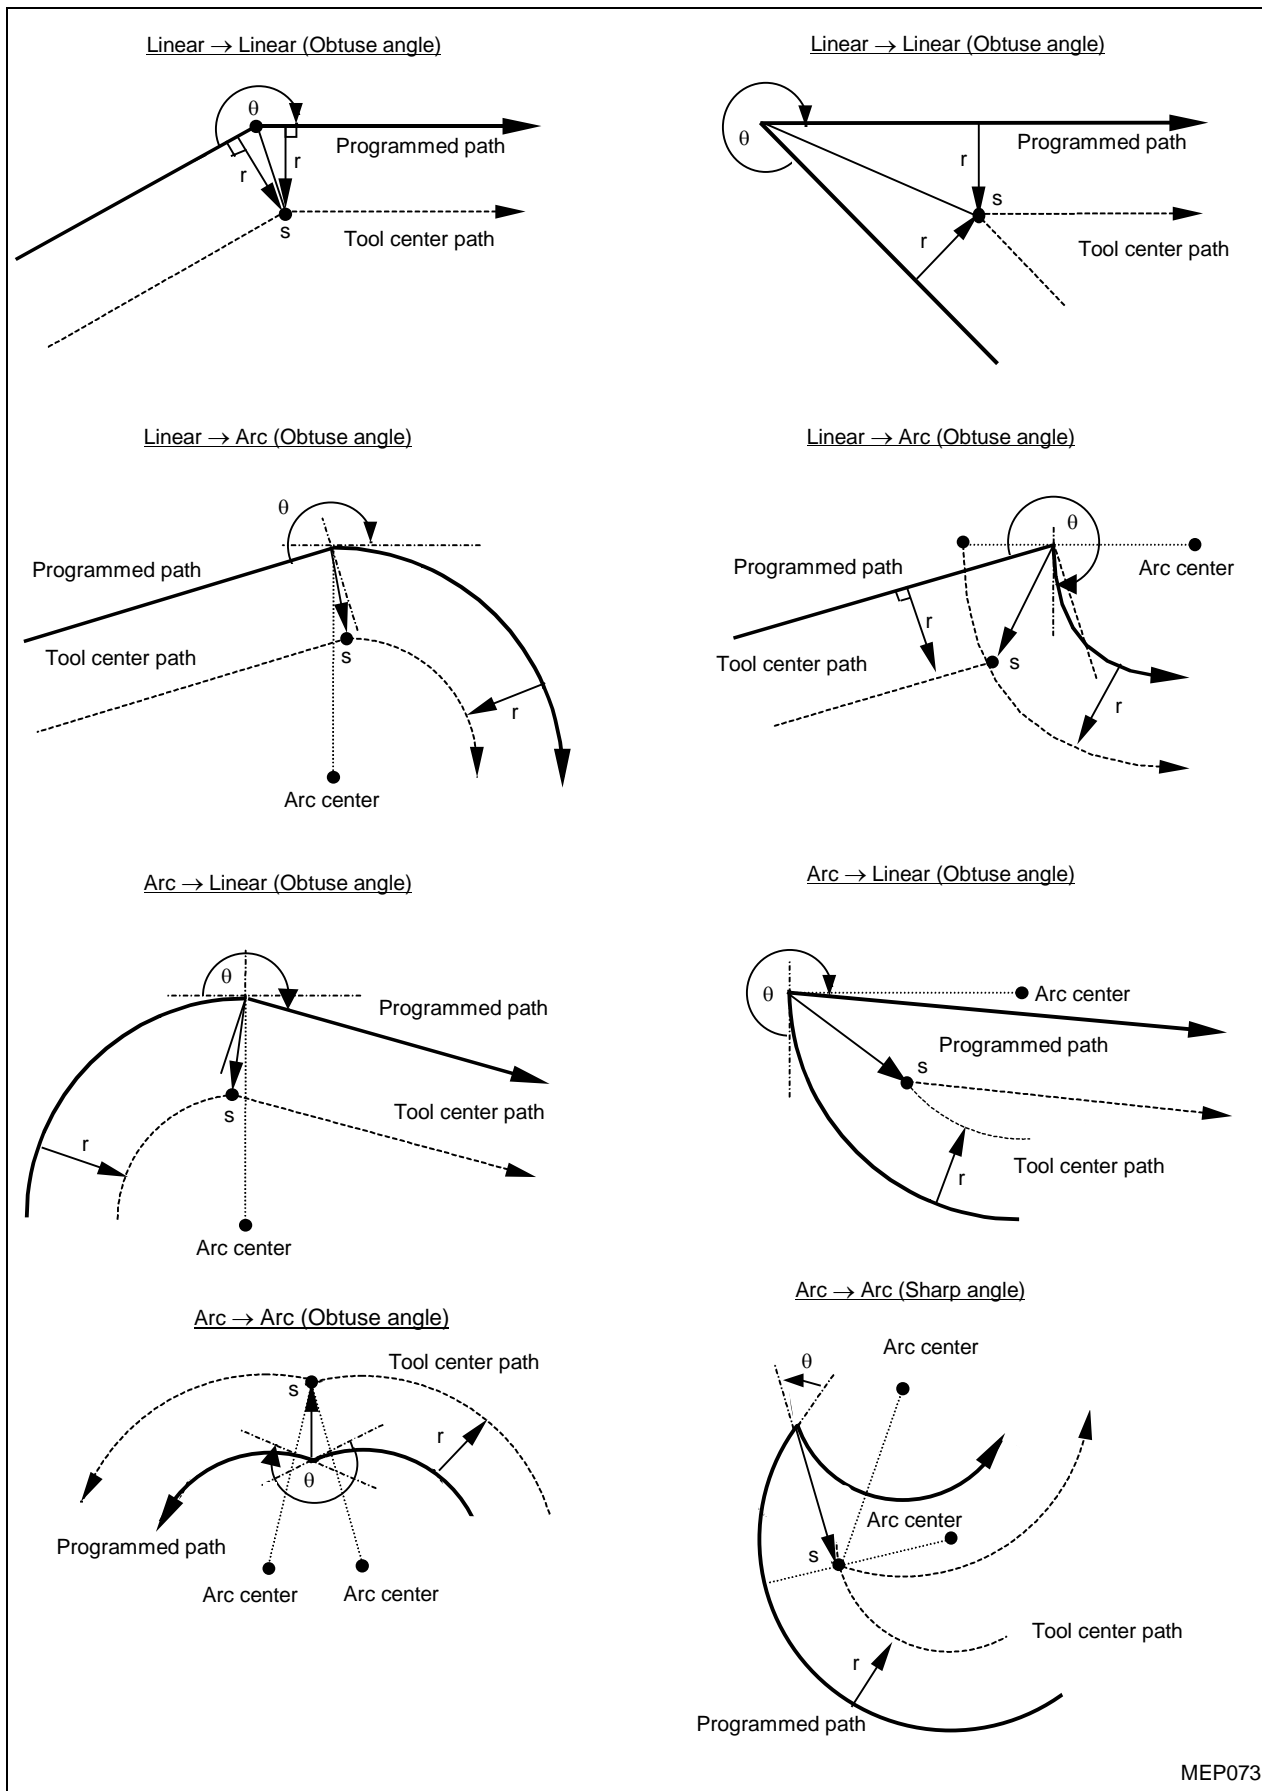 Linear → Linear (Obtuse angle)
θ
Programmed path
r
r
s
Tool center path
Linear → Linear (Obtuse angle)
θ
Programmed path
r
s
r
Tool center path
Linear → Arc (Obtuse angle)
θ
Programmed path
Tool center path
s
r
Arc center
Linear → Arc (Obtuse angle)
θ
Programmed path
Arc center
r
Tool center path
s
r
Arc → Linear (Obtuse angle)
θ
Programmed path
s
Tool center path
r
Arc center
Arc → Linear (Obtuse angle)
θ
Arc center
Programmed path
s
Tool center path
r
Arc → Arc (Obtuse angle)
Tool center path
s
r
θ
Programmed path
Arc center
Arc center
Arc → Arc (Sharp angle)
Arc center
θ
Arc center
s
Tool center path
r
Programmed path
MEP073